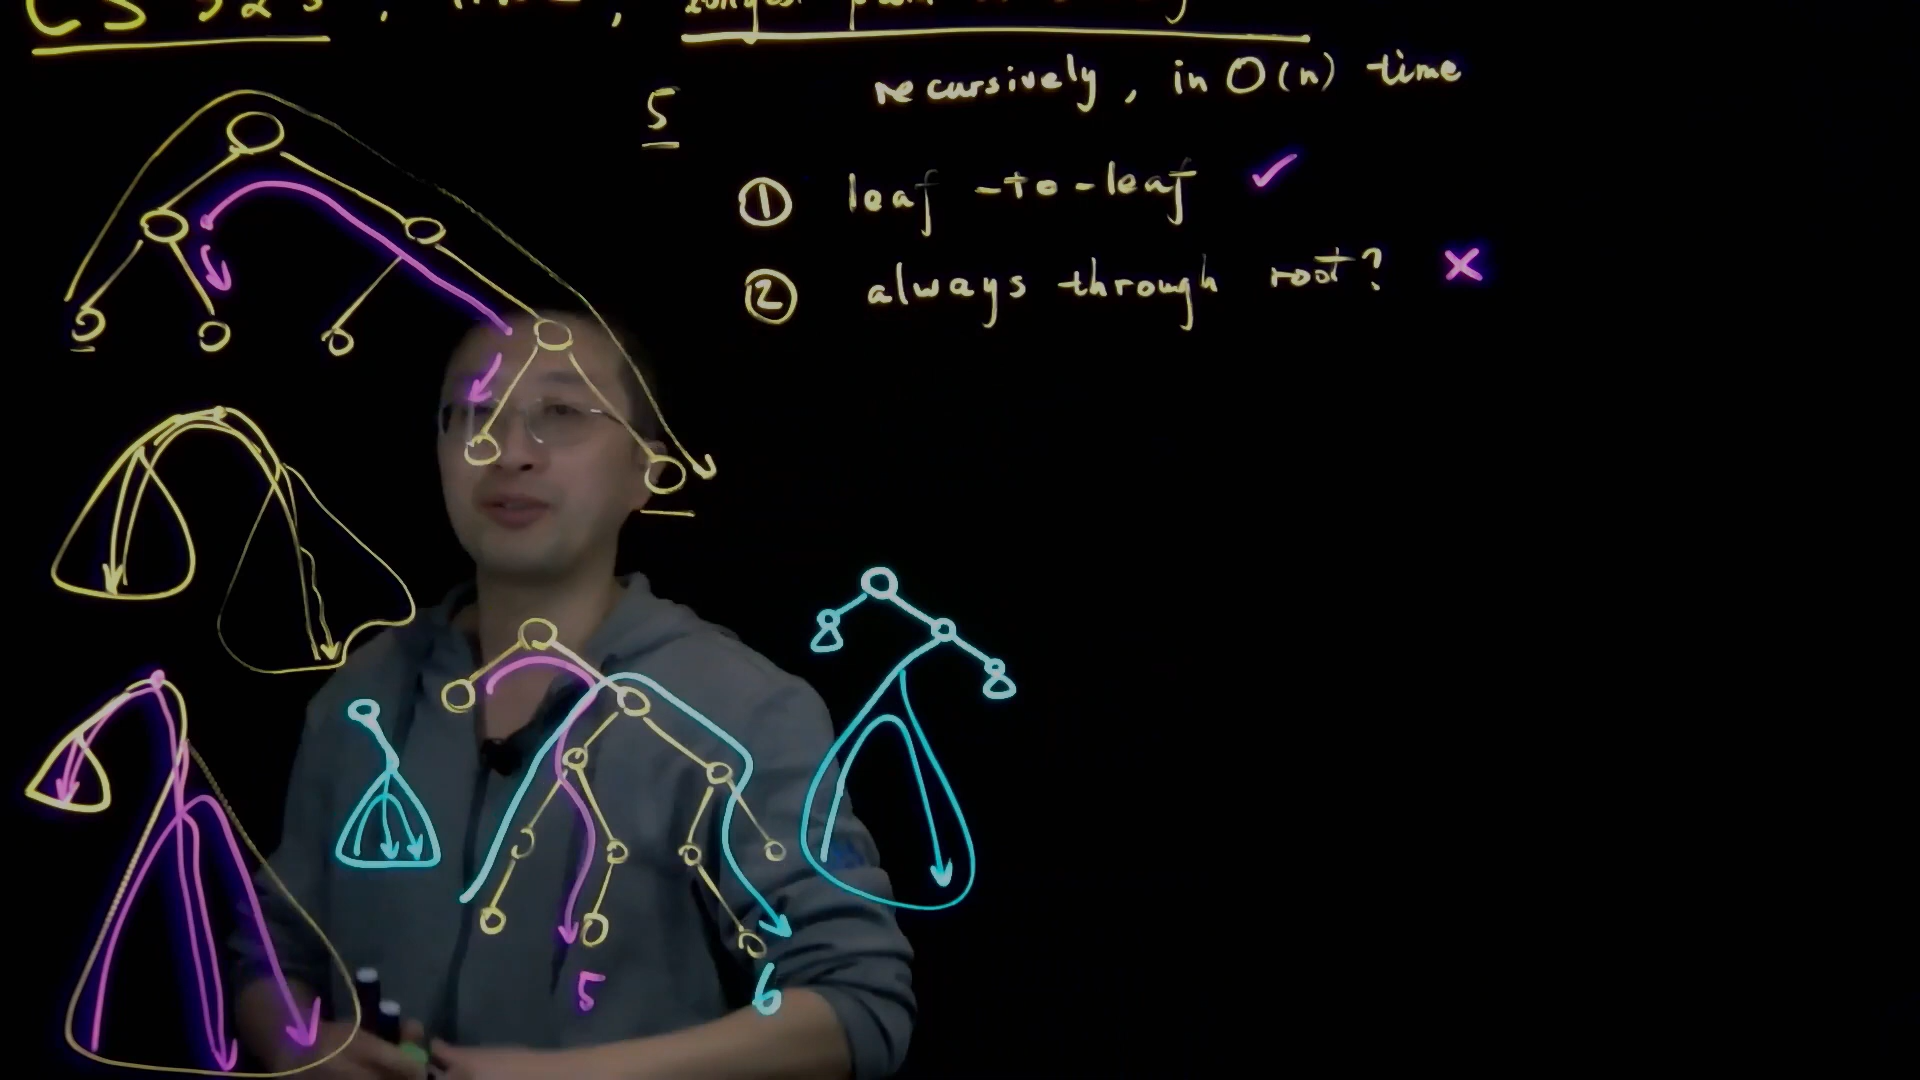 recursively, in O(n) time
5
① leaf-to-leaf ✓
② always through root? ✗
5
6